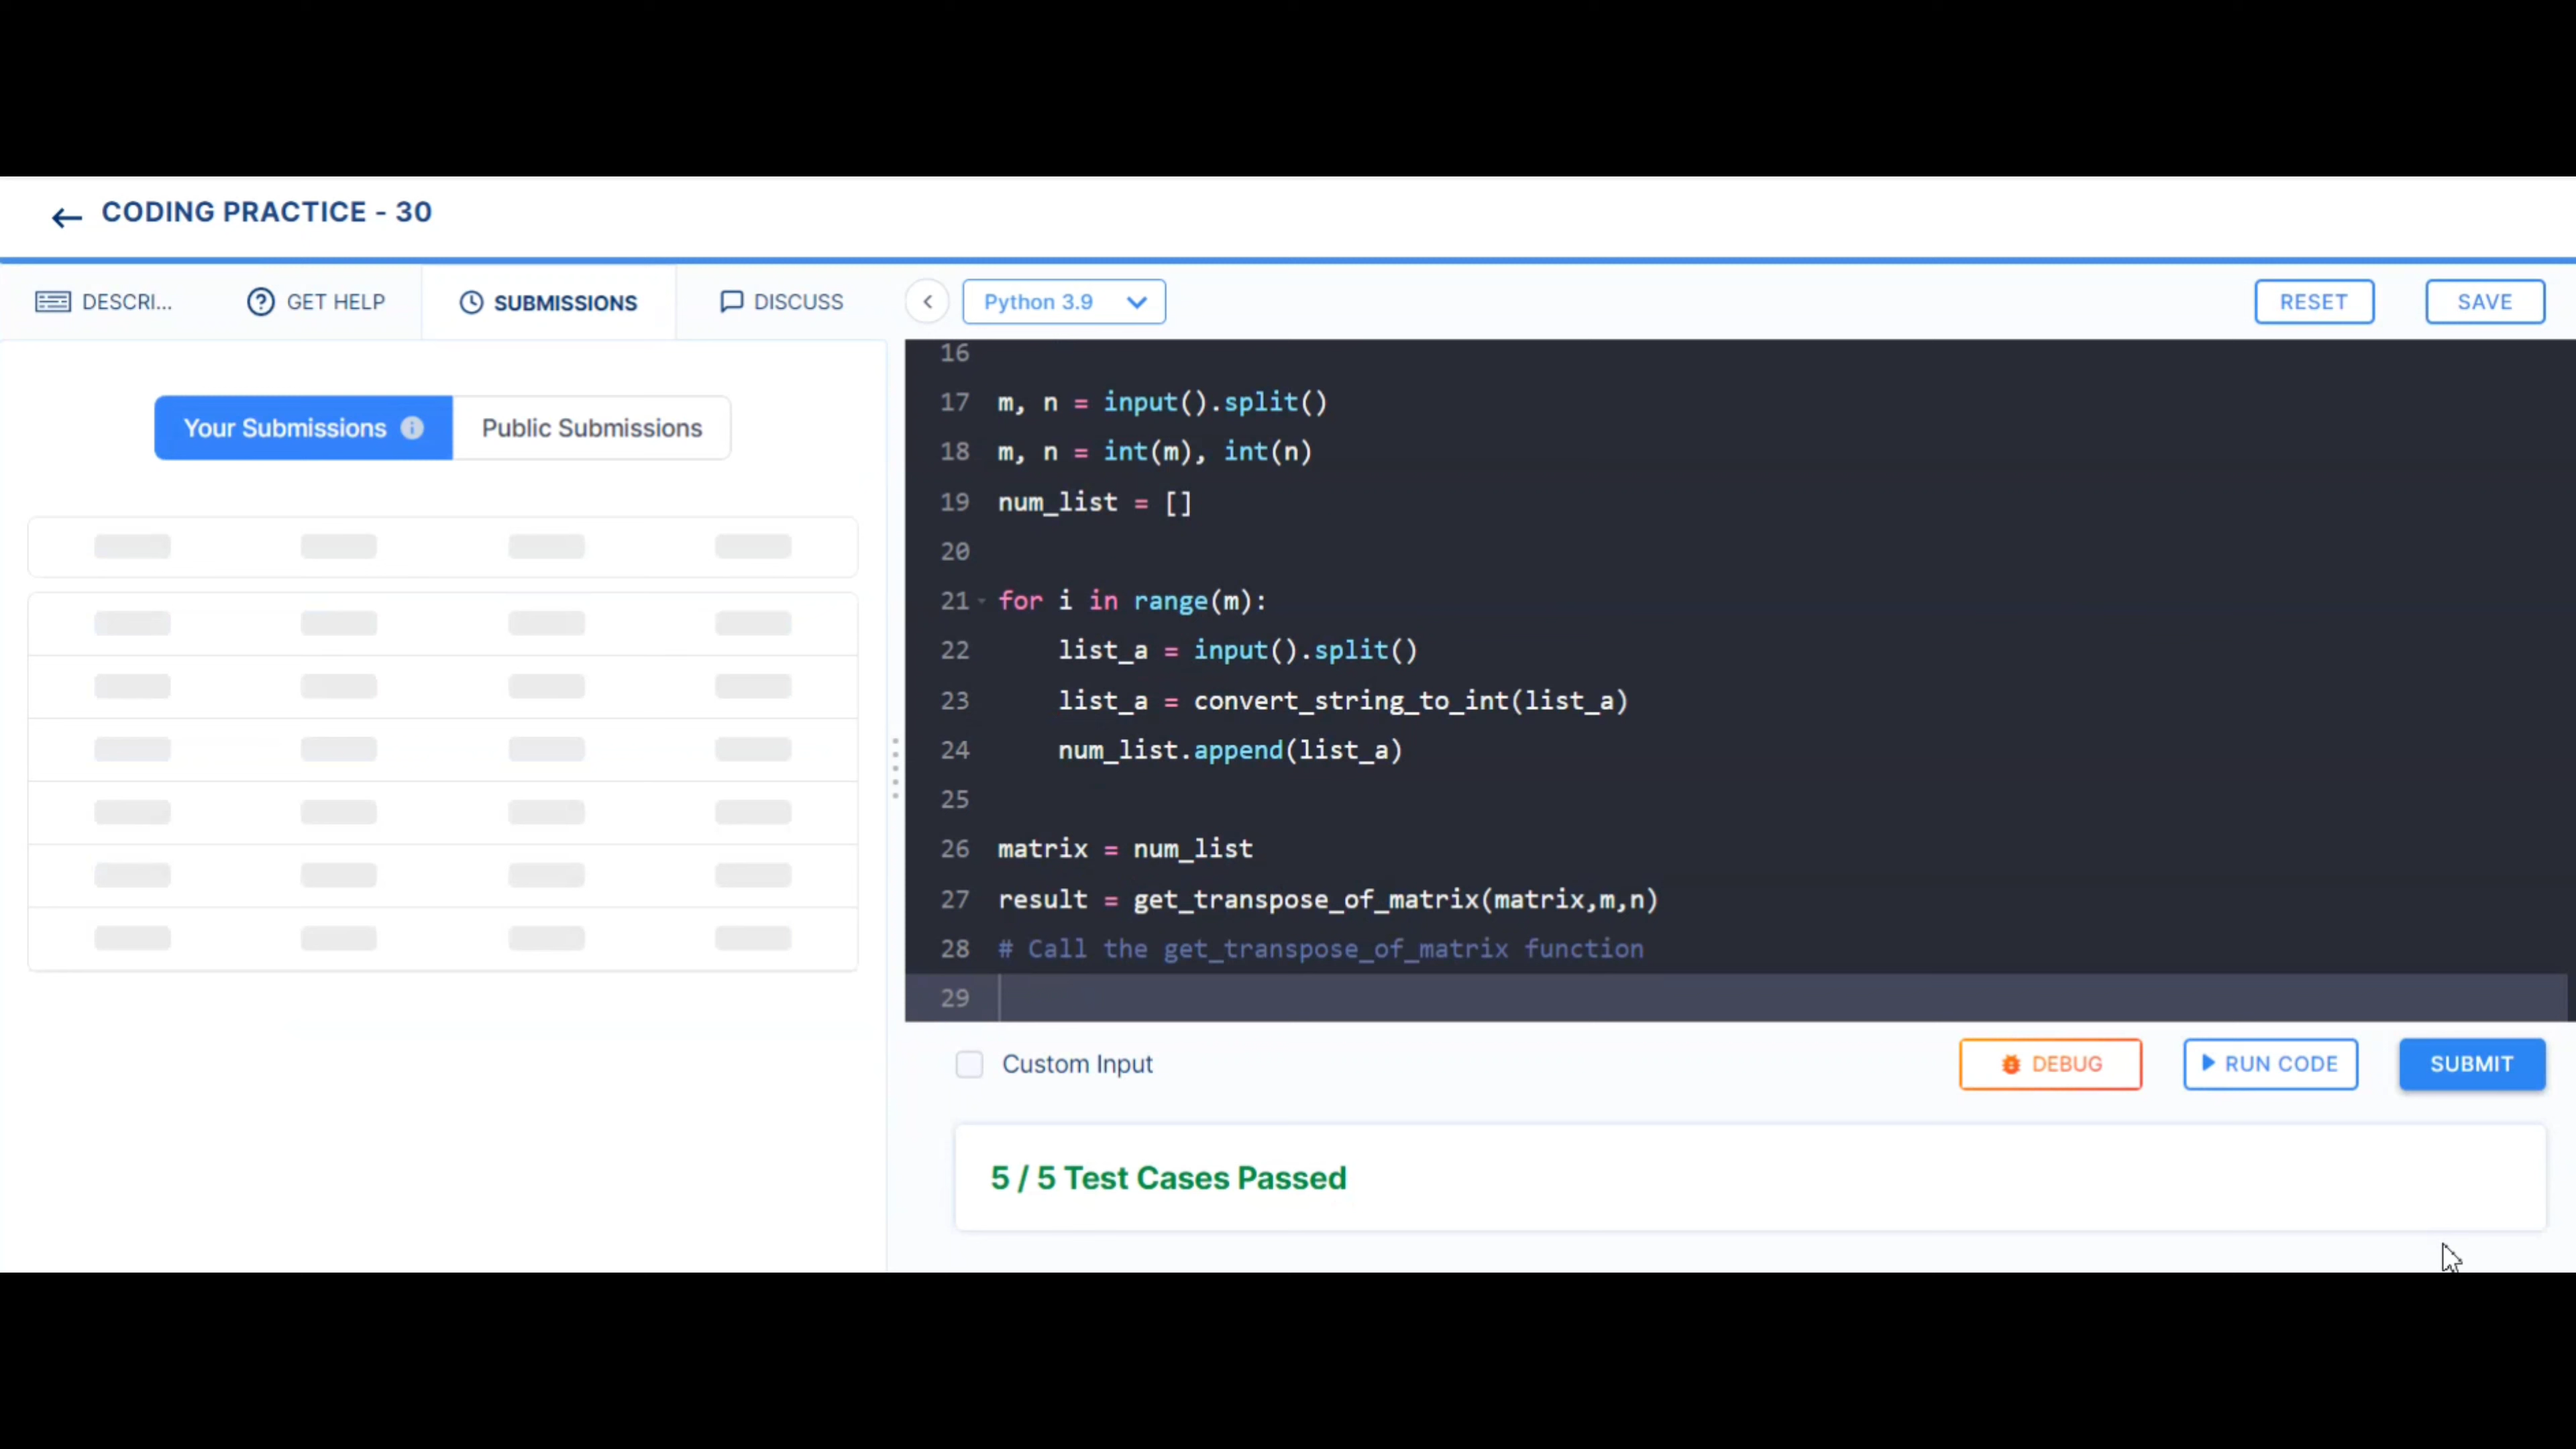 CODING PRACTICE - 30
DESCRI...
GET HELP
SUBMISSIONS
DISCUSS
Python 3.9
RESET
SAVE
Your Submissions
Public Submissions
16
17 m, n = input().split()
18 m, n = int(m), int(n)
19 num_list = []
20
21 for i in range(m):
22     list_a = input().split()
23     list_a = convert_string_to_int(list_a)
24     num_list.append(list_a)
25
26 matrix = num_list
27 result = get_transpose_of_matrix(matrix,m,n)
28 # Call the get_transpose_of_matrix function
29
Custom Input
DEBUG
RUN CODE
SUBMIT
5 / 5 Test Cases Passed